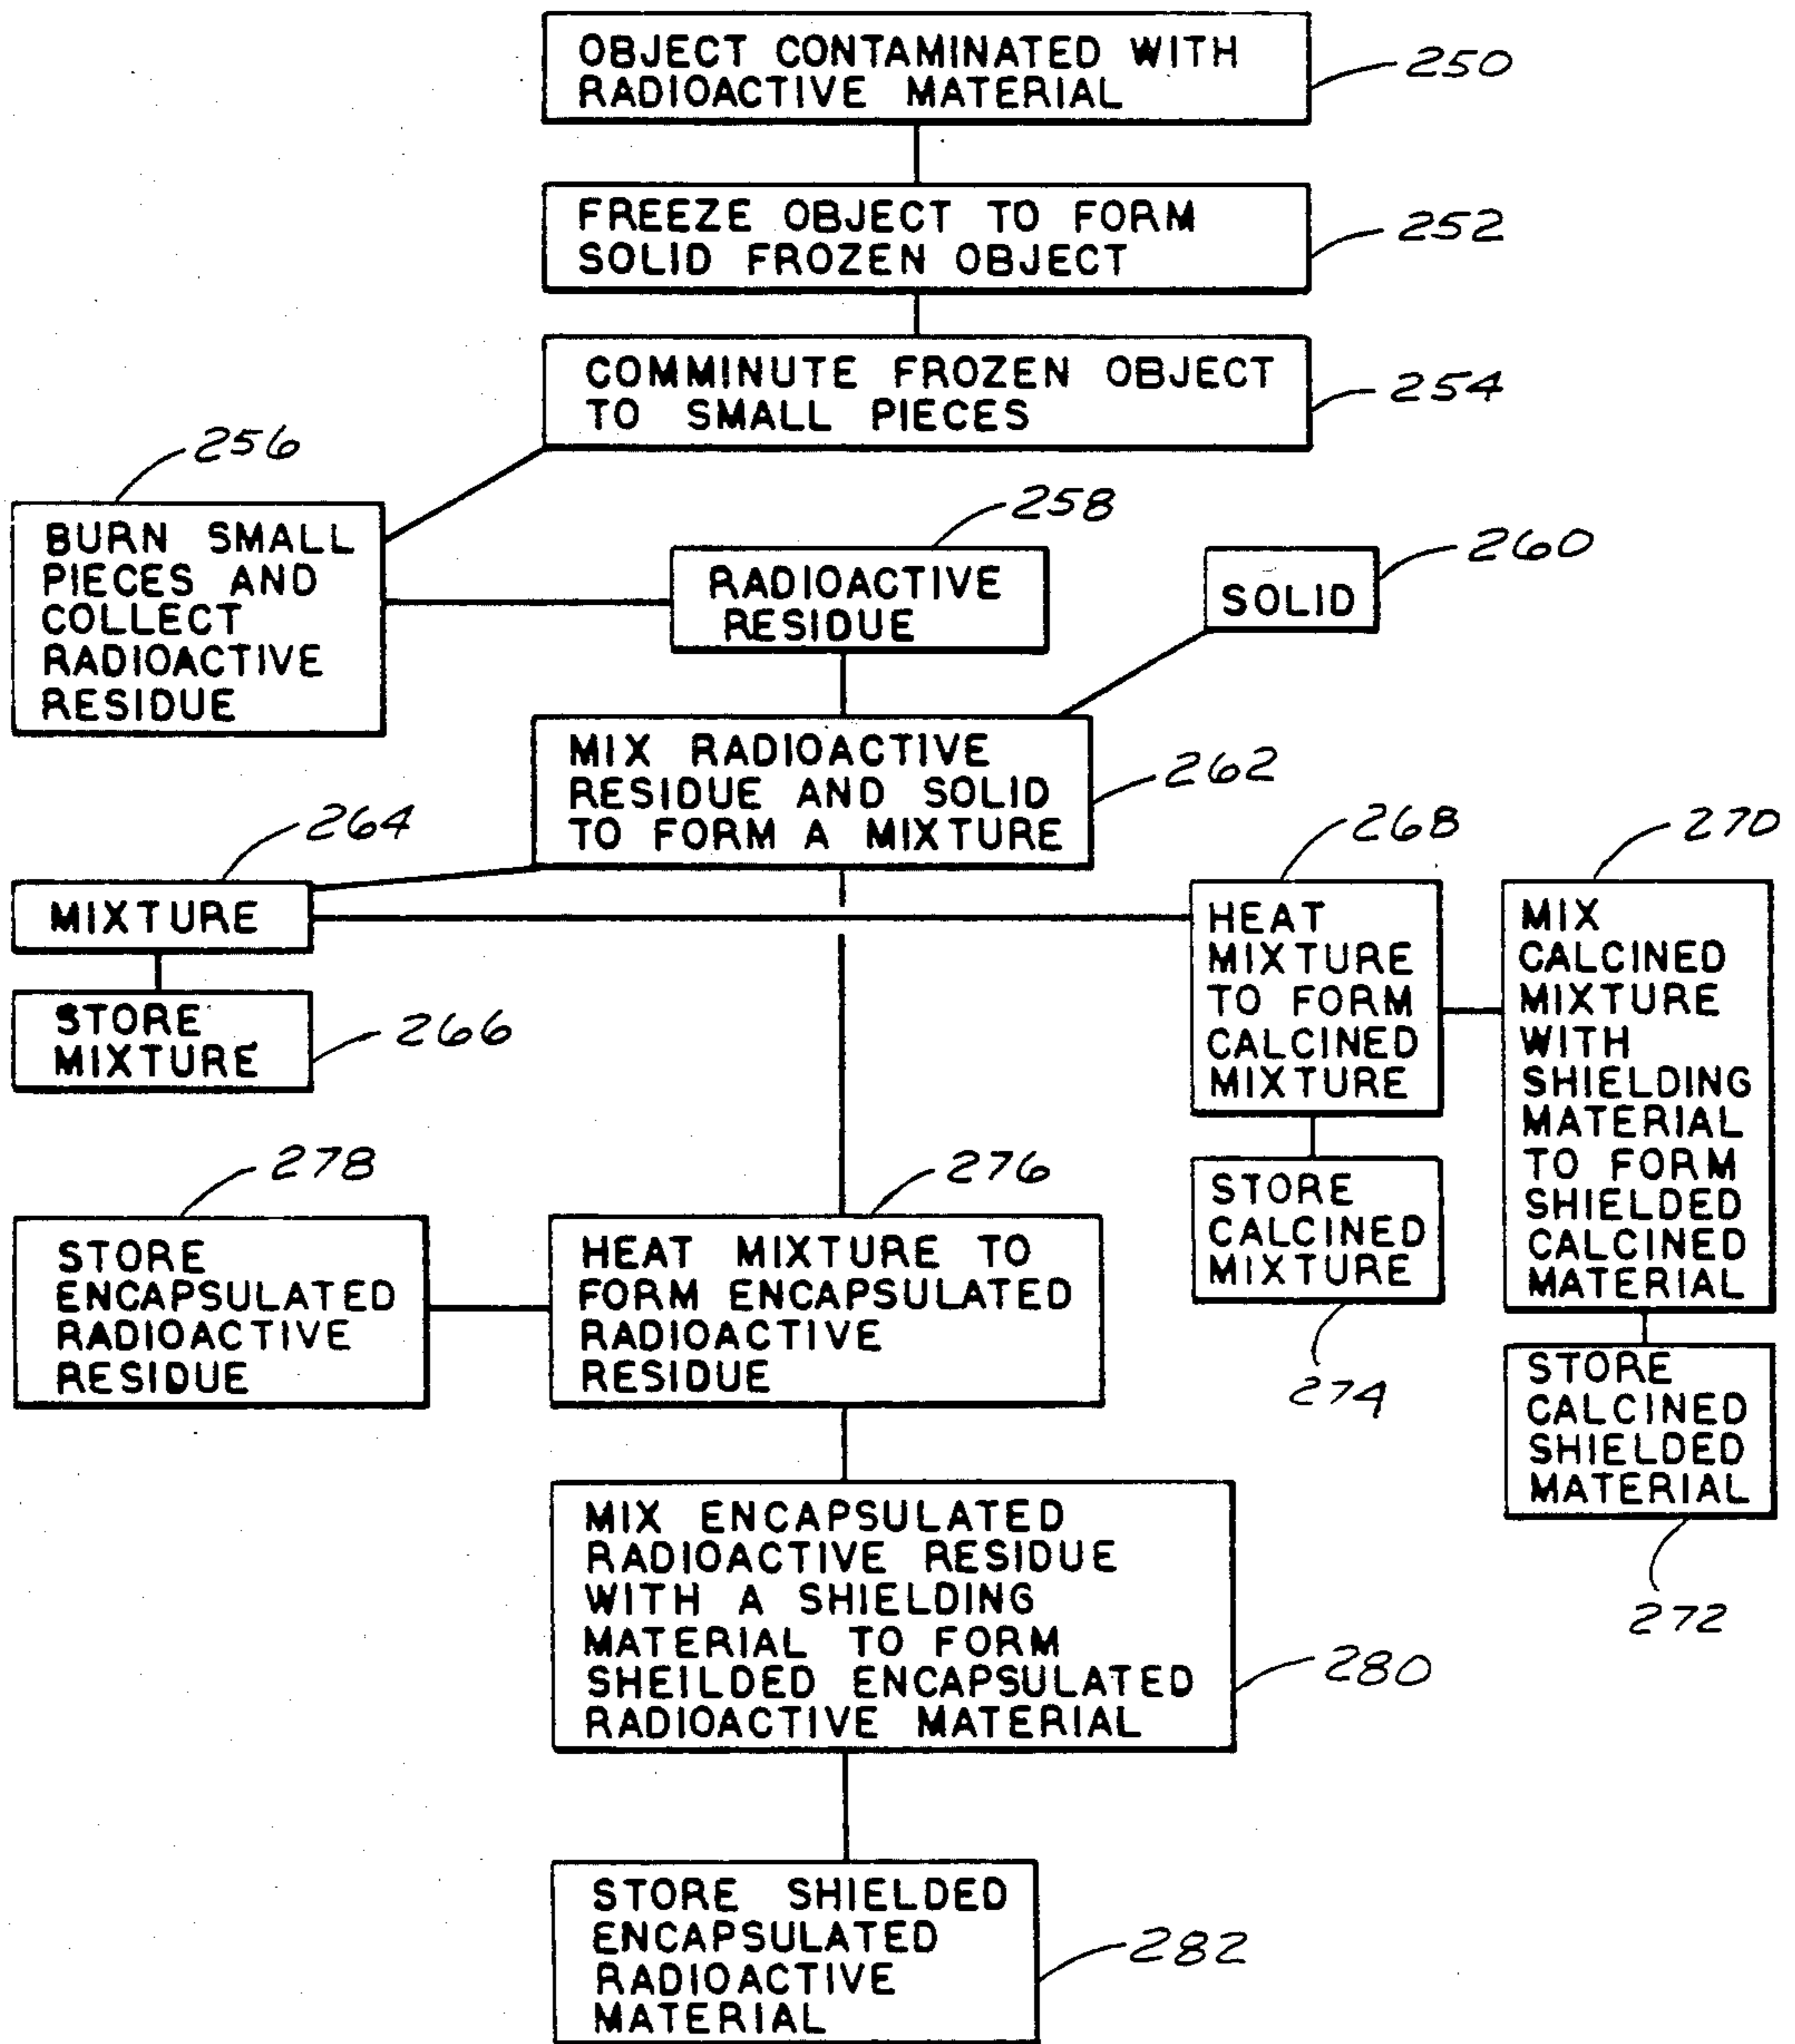 OBJECT CONTAMINATED WITH
RADIOACTIVE MATERIAL
250
FREEZE OBJECT TO FORM
SOLID FROZEN OBJECT
252
COMMINUTE FROZEN OBJECT
TO SMALL PIECES
254
256
BURN SMALL
PIECES AND
COLLECT
RADIOACTIVE
RESIDUE
258
RADIOACTIVE
RESIDUE
260
SOLID
MIX RADIOACTIVE
RESIDUE AND SOLID
TO FORM A MIXTURE
262
264
MIXTURE
STORE
MIXTURE
266
268
HEAT
MIXTURE
TO FORM
CALCINED
MIXTURE
270
MIX
CALCINED
MIXTURE
WITH
SHIELDING
MATERIAL
TO FORM
SHIELDED
CALCINED
MATERIAL
STORE
CALCINED
MIXTURE
274
STORE
CALCINED
SHIELDED
MATERIAL
272
278
STORE
ENCAPSULATED
RADIOACTIVE
RESIDUE
276
HEAT MIXTURE TO
FORM ENCAPSULATED
RADIOACTIVE
RESIDUE
MIX ENCAPSULATED
RADIOACTIVE RESIDUE
WITH A SHIELDING
MATERIAL TO FORM
SHEILDED ENCAPSULATED
RADIOACTIVE MATERIAL
280
STORE SHIELDED
ENCAPSULATED
RADIOACTIVE
MATERIAL
282